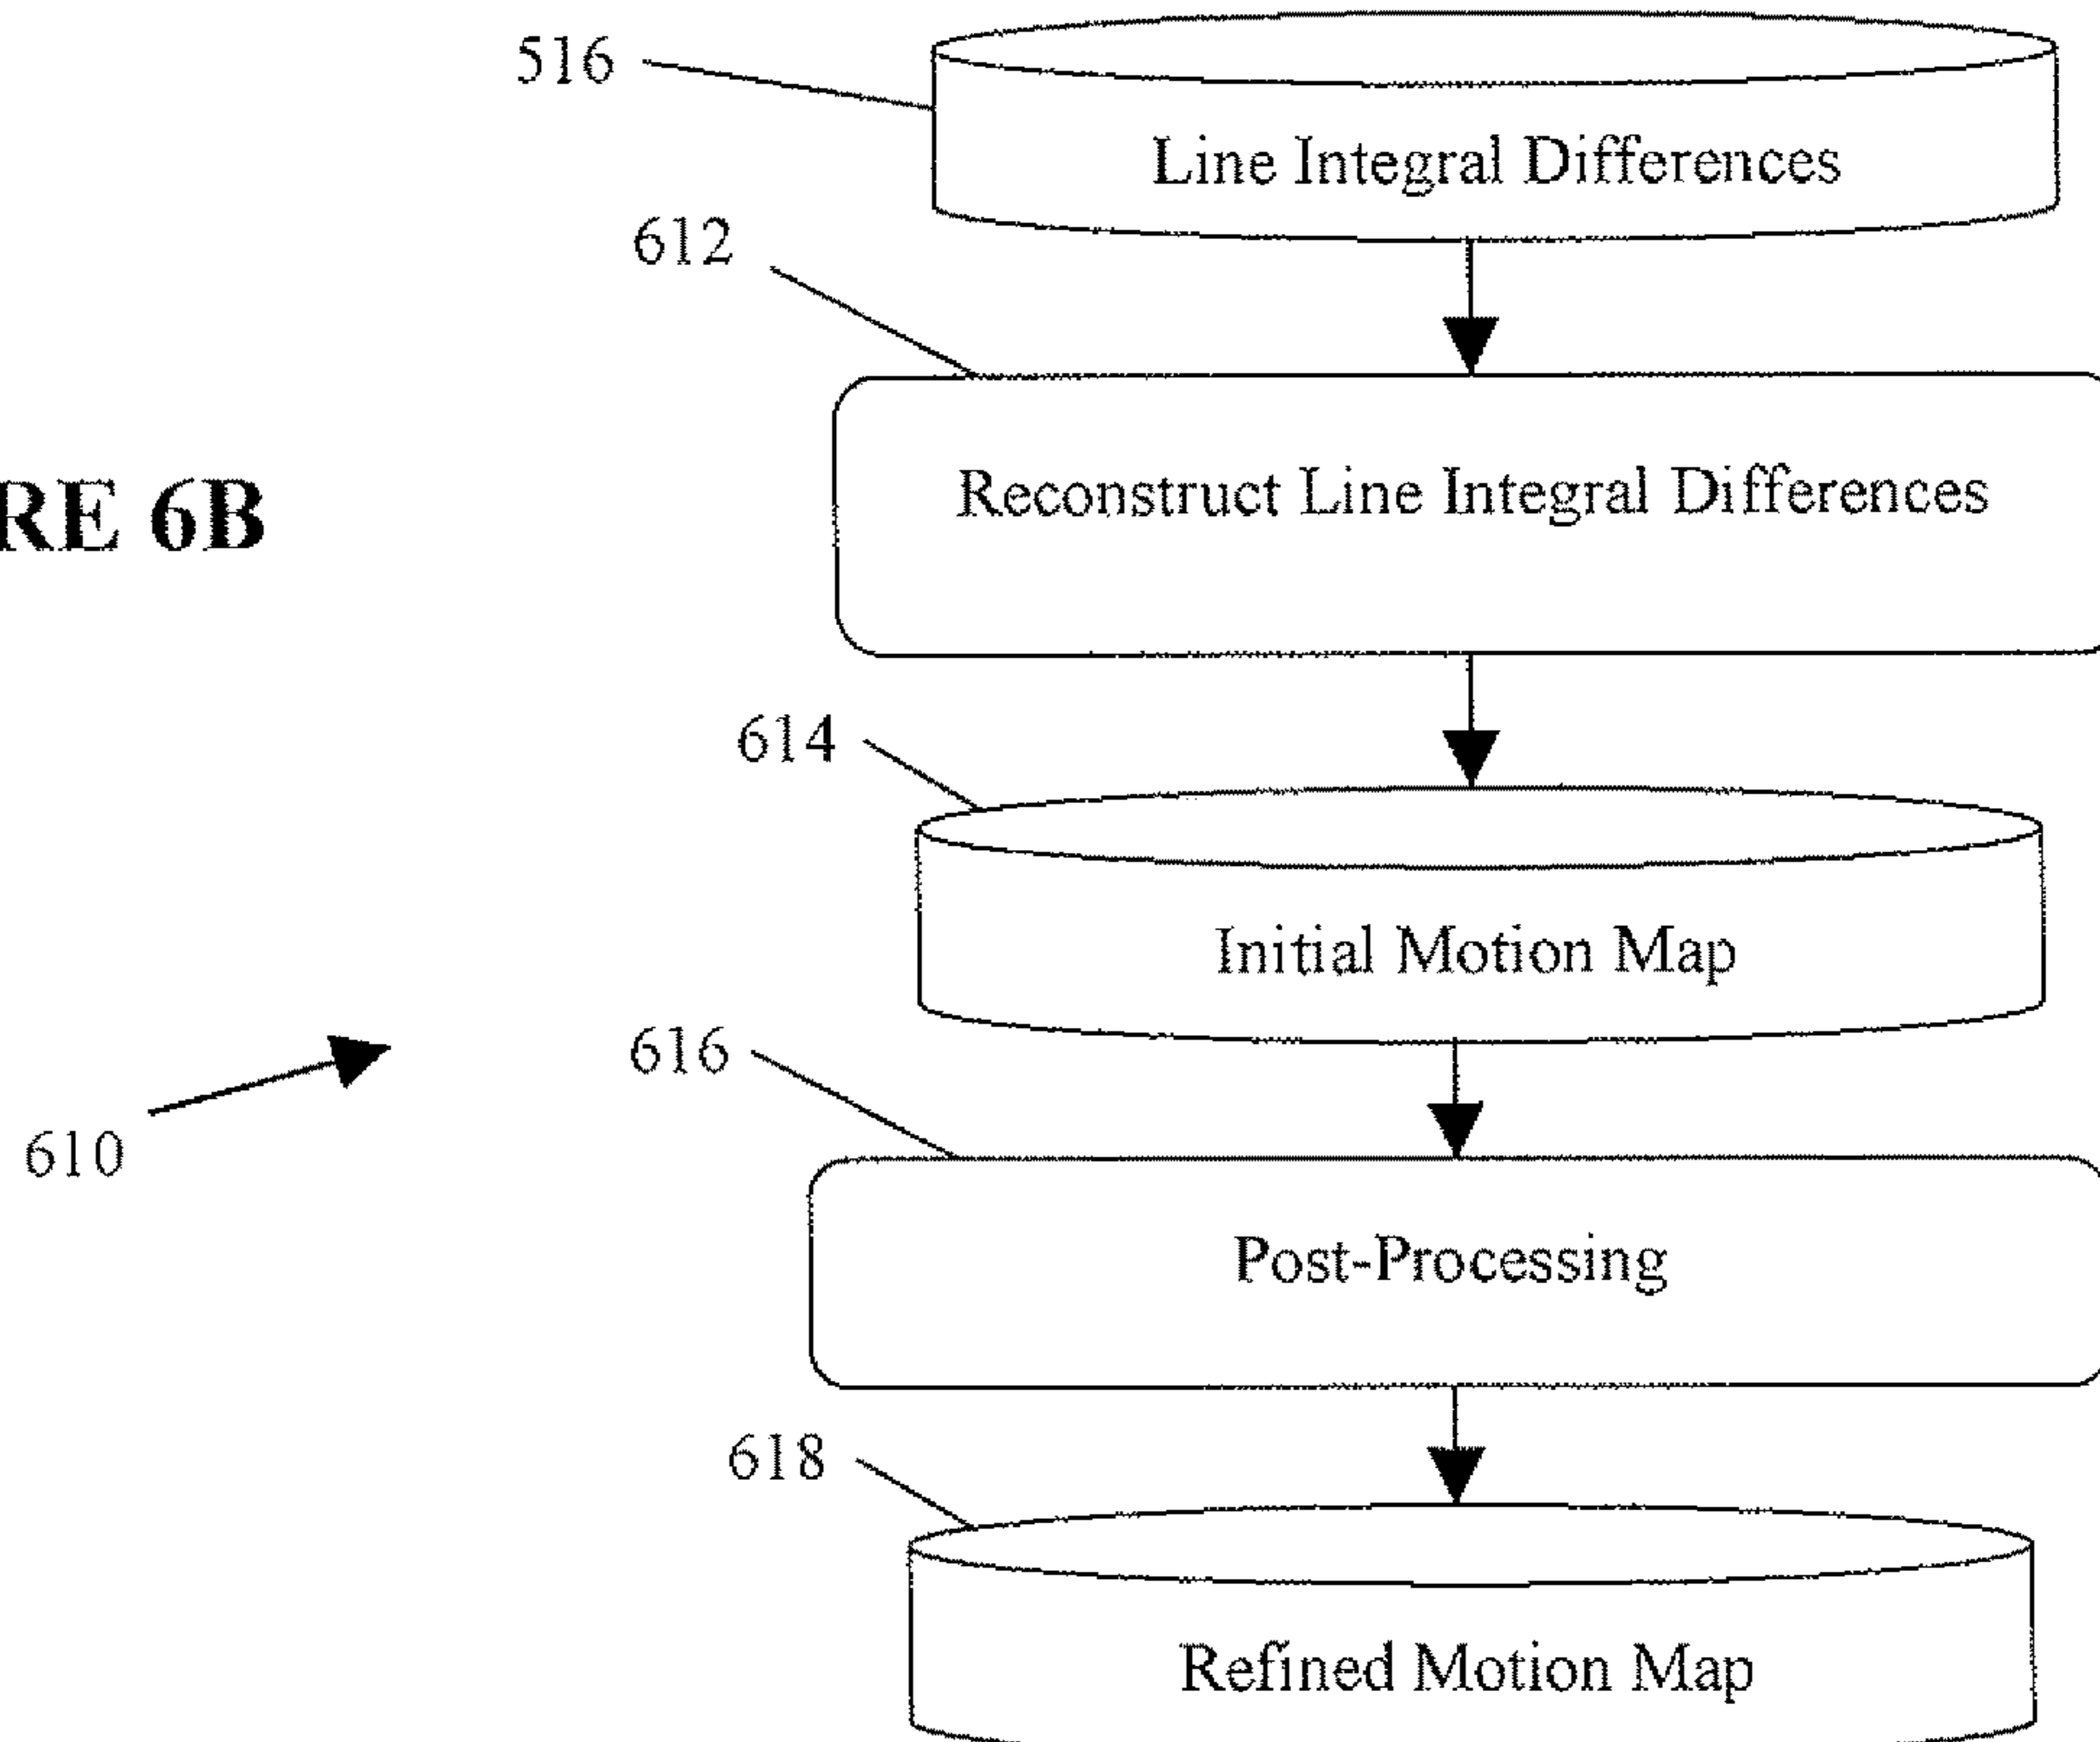 516
Line Integral Differences
612
Reconstruct Line Integral Differences
RE 6B
614
Initial Motion Map
616
610
Post-Processing
618
Refined Motion Map